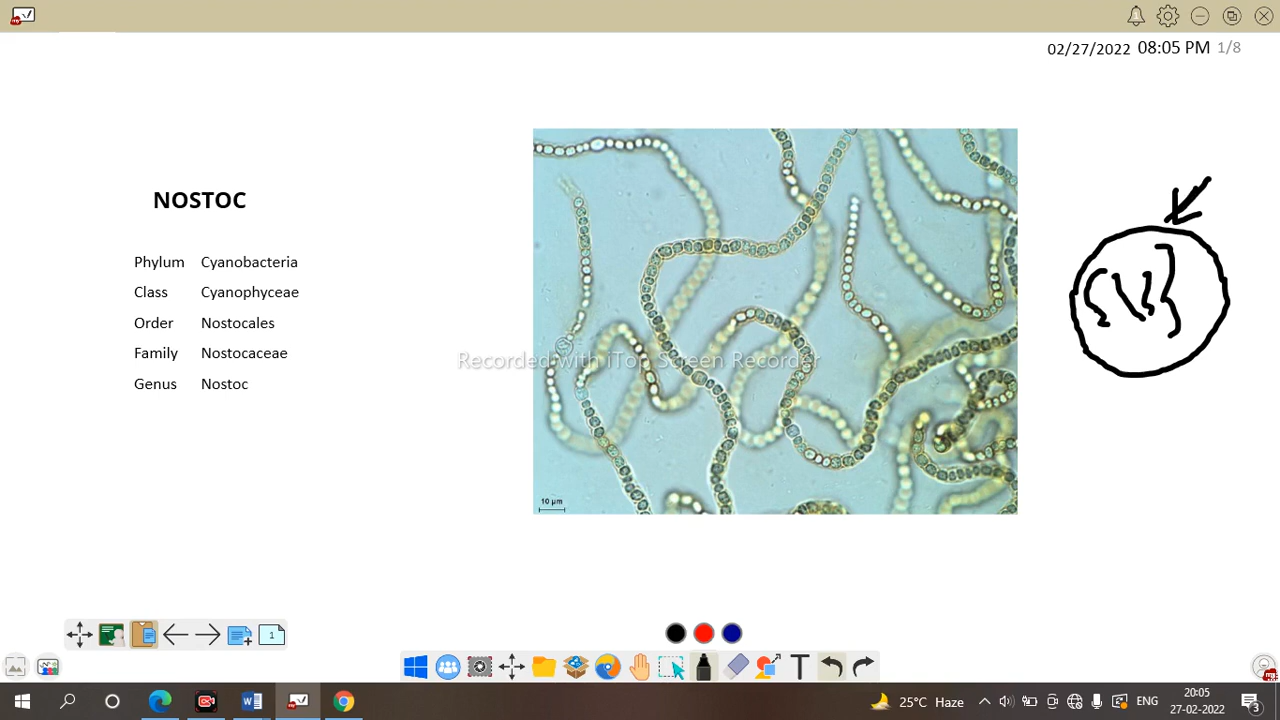 02/27/2022 08:05 PM 1/8
NOSTOC
Phylum Cyanobacteria
Class Cyanophyceae
Order Nostocales
Family Nostocaceae
Genus Nostoc
Recorded with iTop Screen Recorder
10 µm
1
T
25°C Haze
ENG
20:05
27-02-2022
3